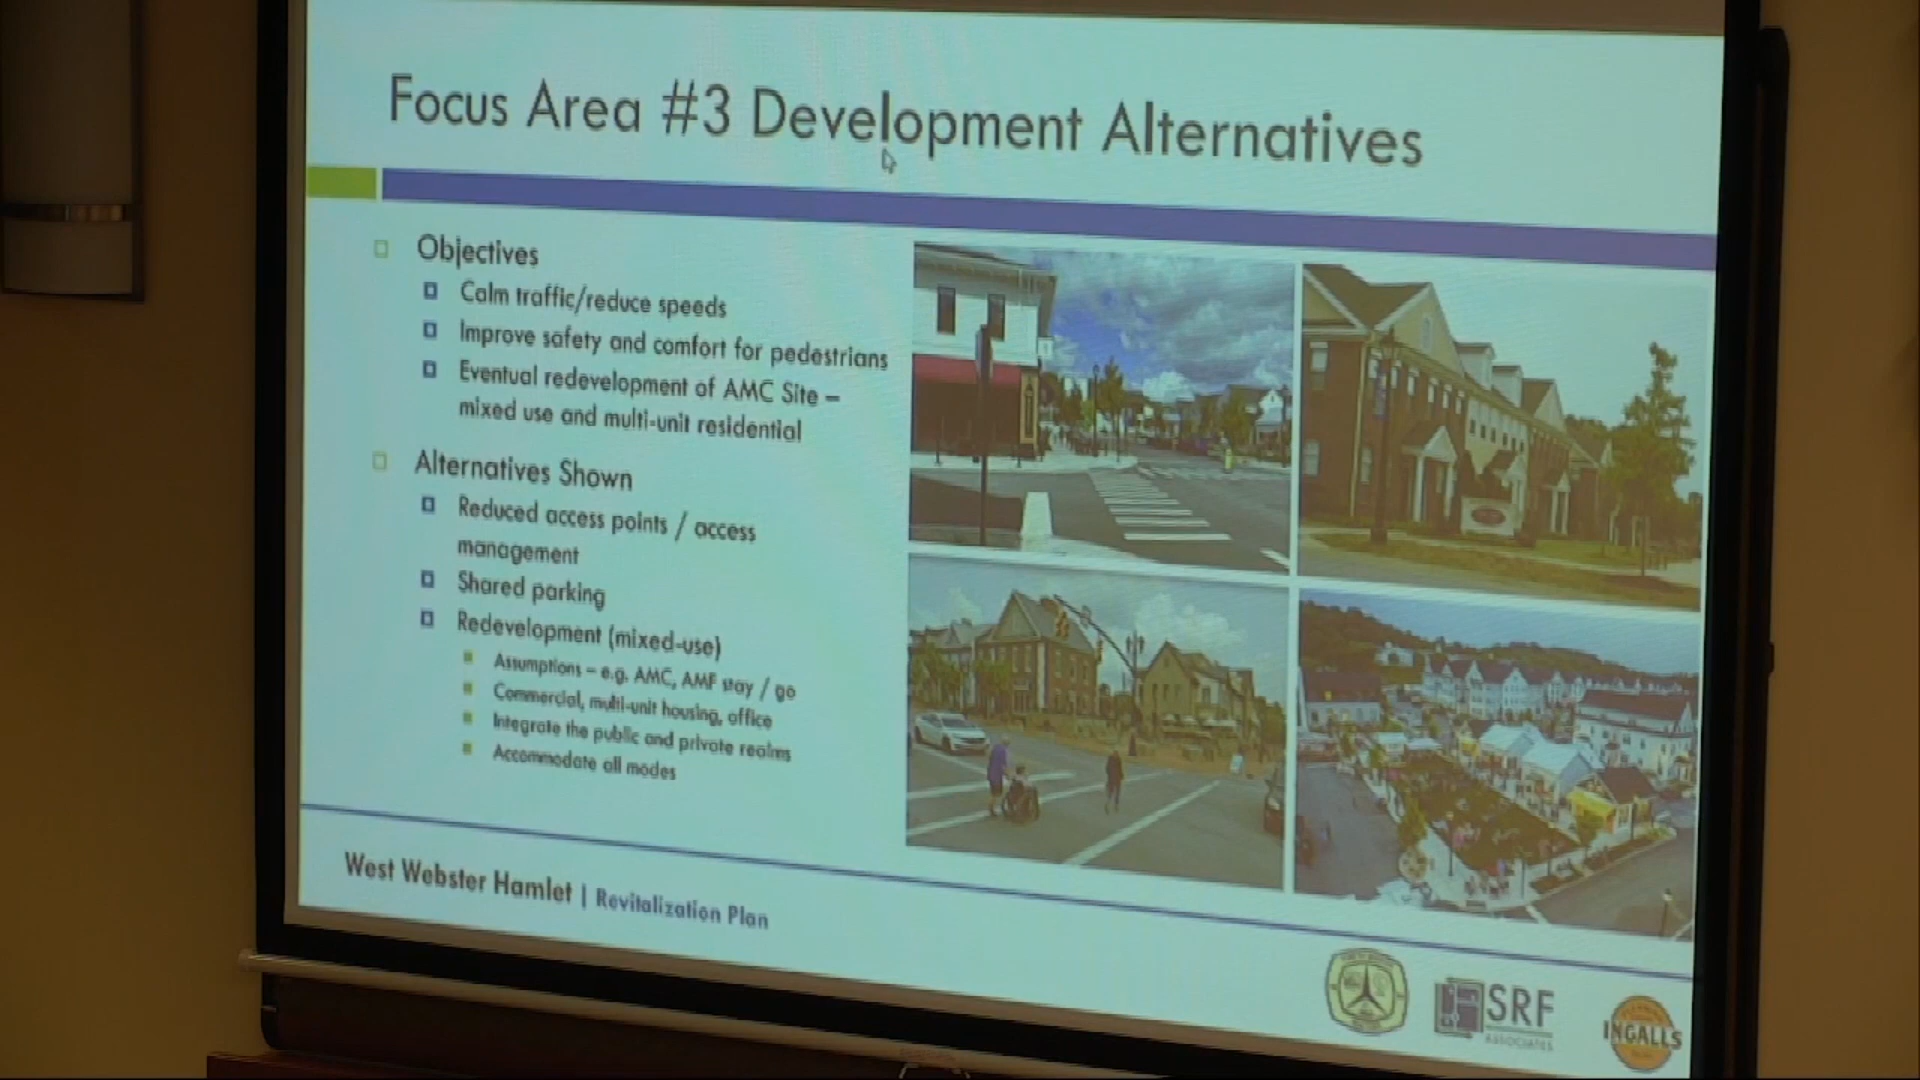 Focus Area #3 Development Alternatives
Objectives
Calm traffic/reduce speeds
Improve safety and comfort for pedestrians
Eventual redevelopment of AMC Site –
mixed use and multi-unit residential
Alternatives Shown
Reduced access points / access
management
Shared parking
Redevelopment (mixed-use)
Assumptions – e.g. AMC, AMF stay / go
Commercial, multi-unit housing, office
Integrate the public and private realms
Accommodate all modes
West Webster Hamlet | Revitalization Plan
SRF
ASSOCIATES
INGALLS